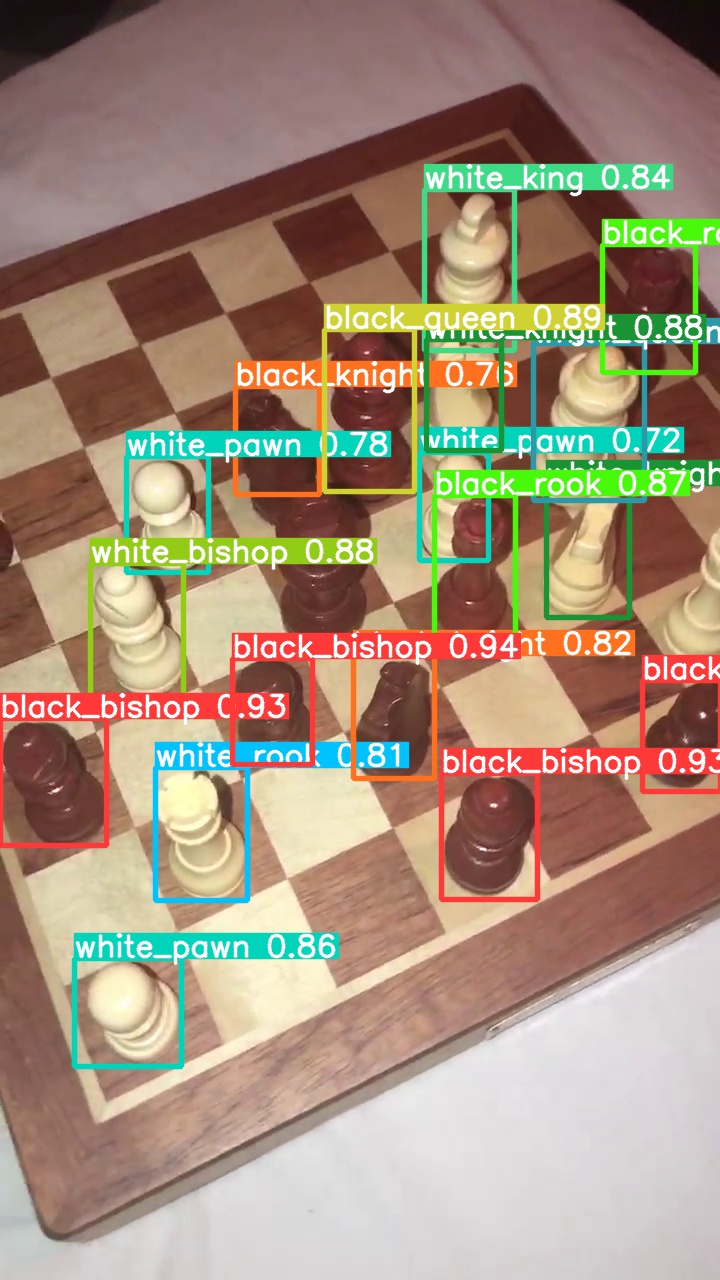 white_king 0.84
black_queen 0.89
0.88
black_knight 0.76
white_pawn 0.78
white_pawn 0.72
black_rook 0.87
white_bishop 0.88
black_bishop 0.94
0.82
black_bishop 0.93
white_rook 0.81
black_bishop 0.93
white_pawn 0.86